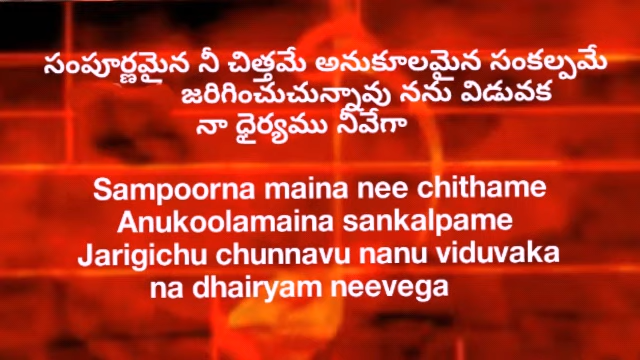 సంపూర్ణమైన నీ చిత్తమే అనుకూలమైన సంకల్పమే
జరిగించుచున్నావు నను విడువక
నా ధైర్యము నీవేగా
Sampoorna maina nee chithame
Anukoolamaina sankalpame
Jarigichu chunnavu nanu viduvaka
na dhairyam neevega